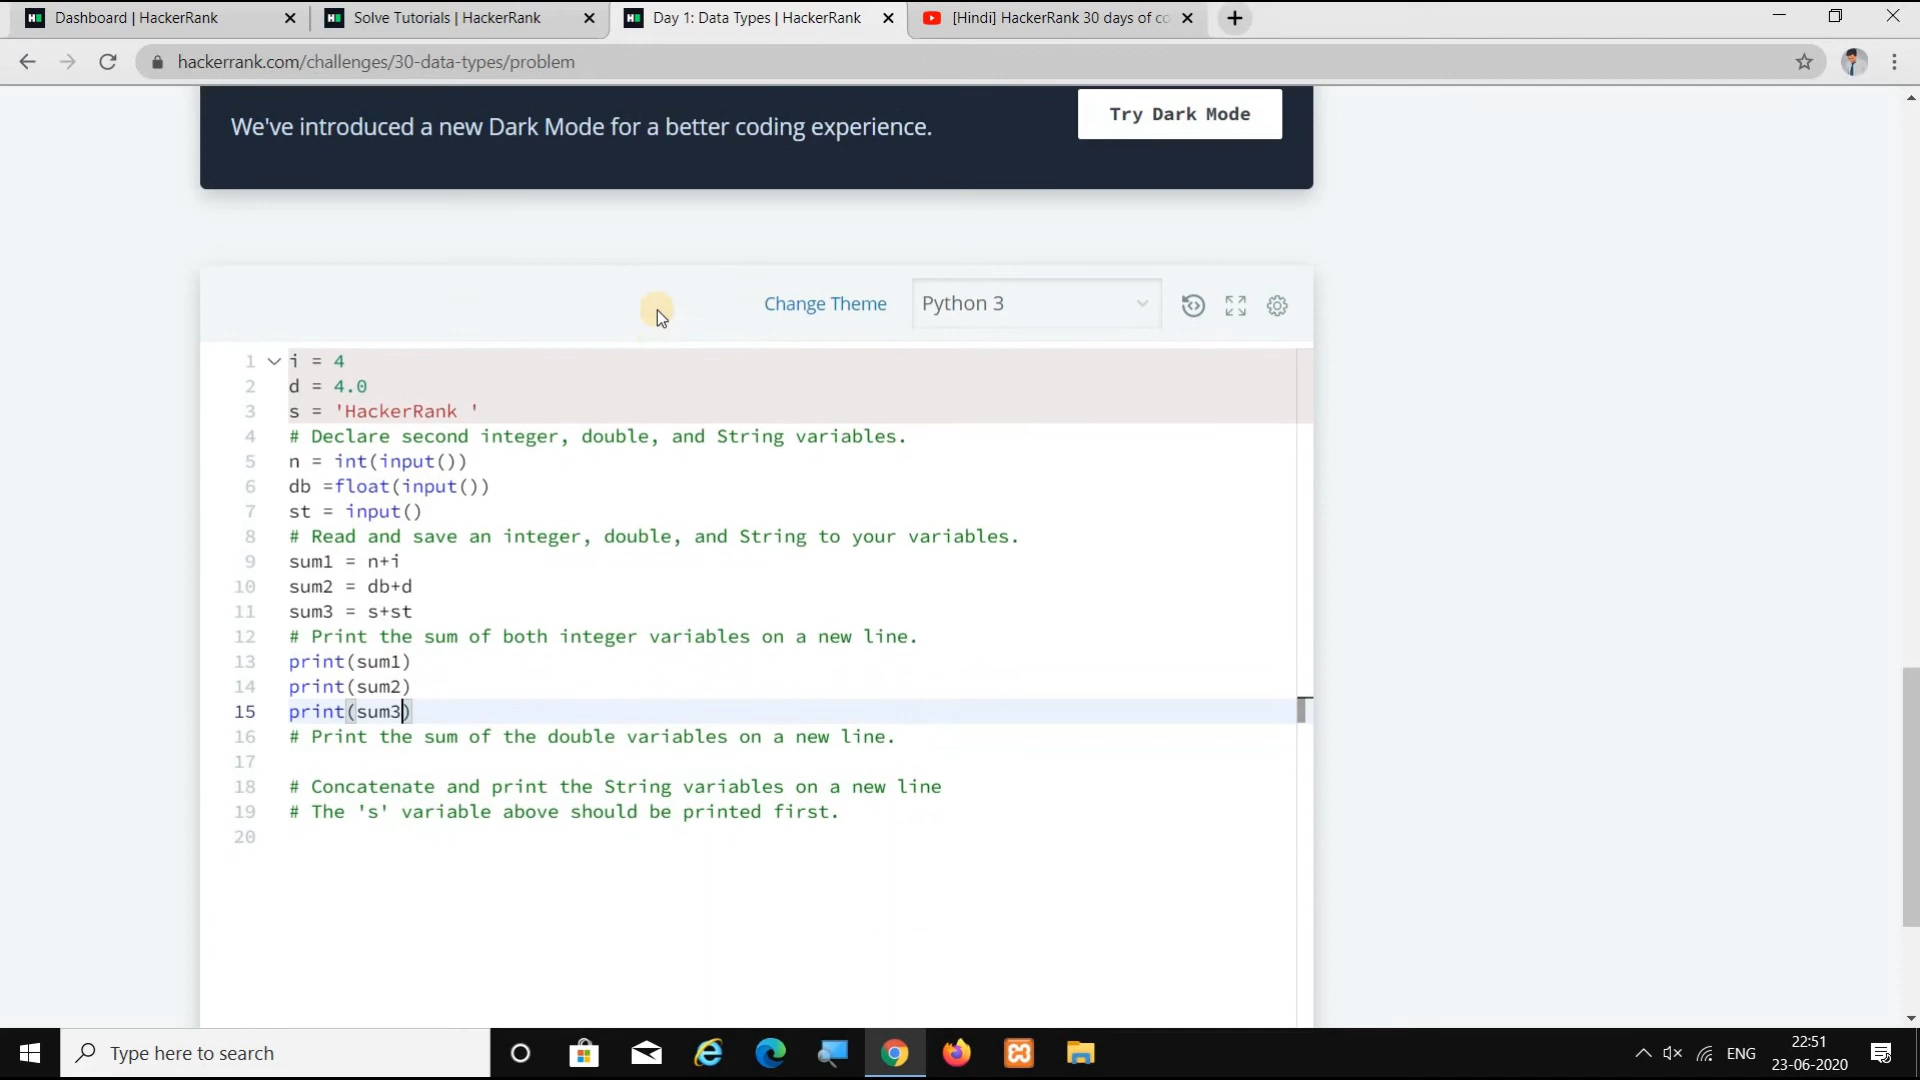 Dashboard | HackerRank
Solve Tutorials | HackerRank
Day 1: Data Types | HackerRank
[Hindi] HackerRank 30 days of co
hackerrank.com/challenges/30-data-types/problem
We've introduced a new Dark Mode for a better coding experience.
Try Dark Mode
Change Theme
Python 3
1 i = 4
2 d = 4.0
3 s = 'HackerRank '
4 # Declare second integer, double, and String variables.
5 n = int(input())
6 db =float(input())
7 st = input()
8 # Read and save an integer, double, and String to your variables.
9 sum1 = n+i
10 sum2 = db+d
11 sum3 = s+st
12 # Print the sum of both integer variables on a new line.
13 print(sum1)
14 print(sum2)
15 print(sum3)
16 # Print the sum of the double variables on a new line.
17
18 # Concatenate and print the String variables on a new line
19 # The 's' variable above should be printed first.
20
Type here to search
ENG
22:51
23-06-2020